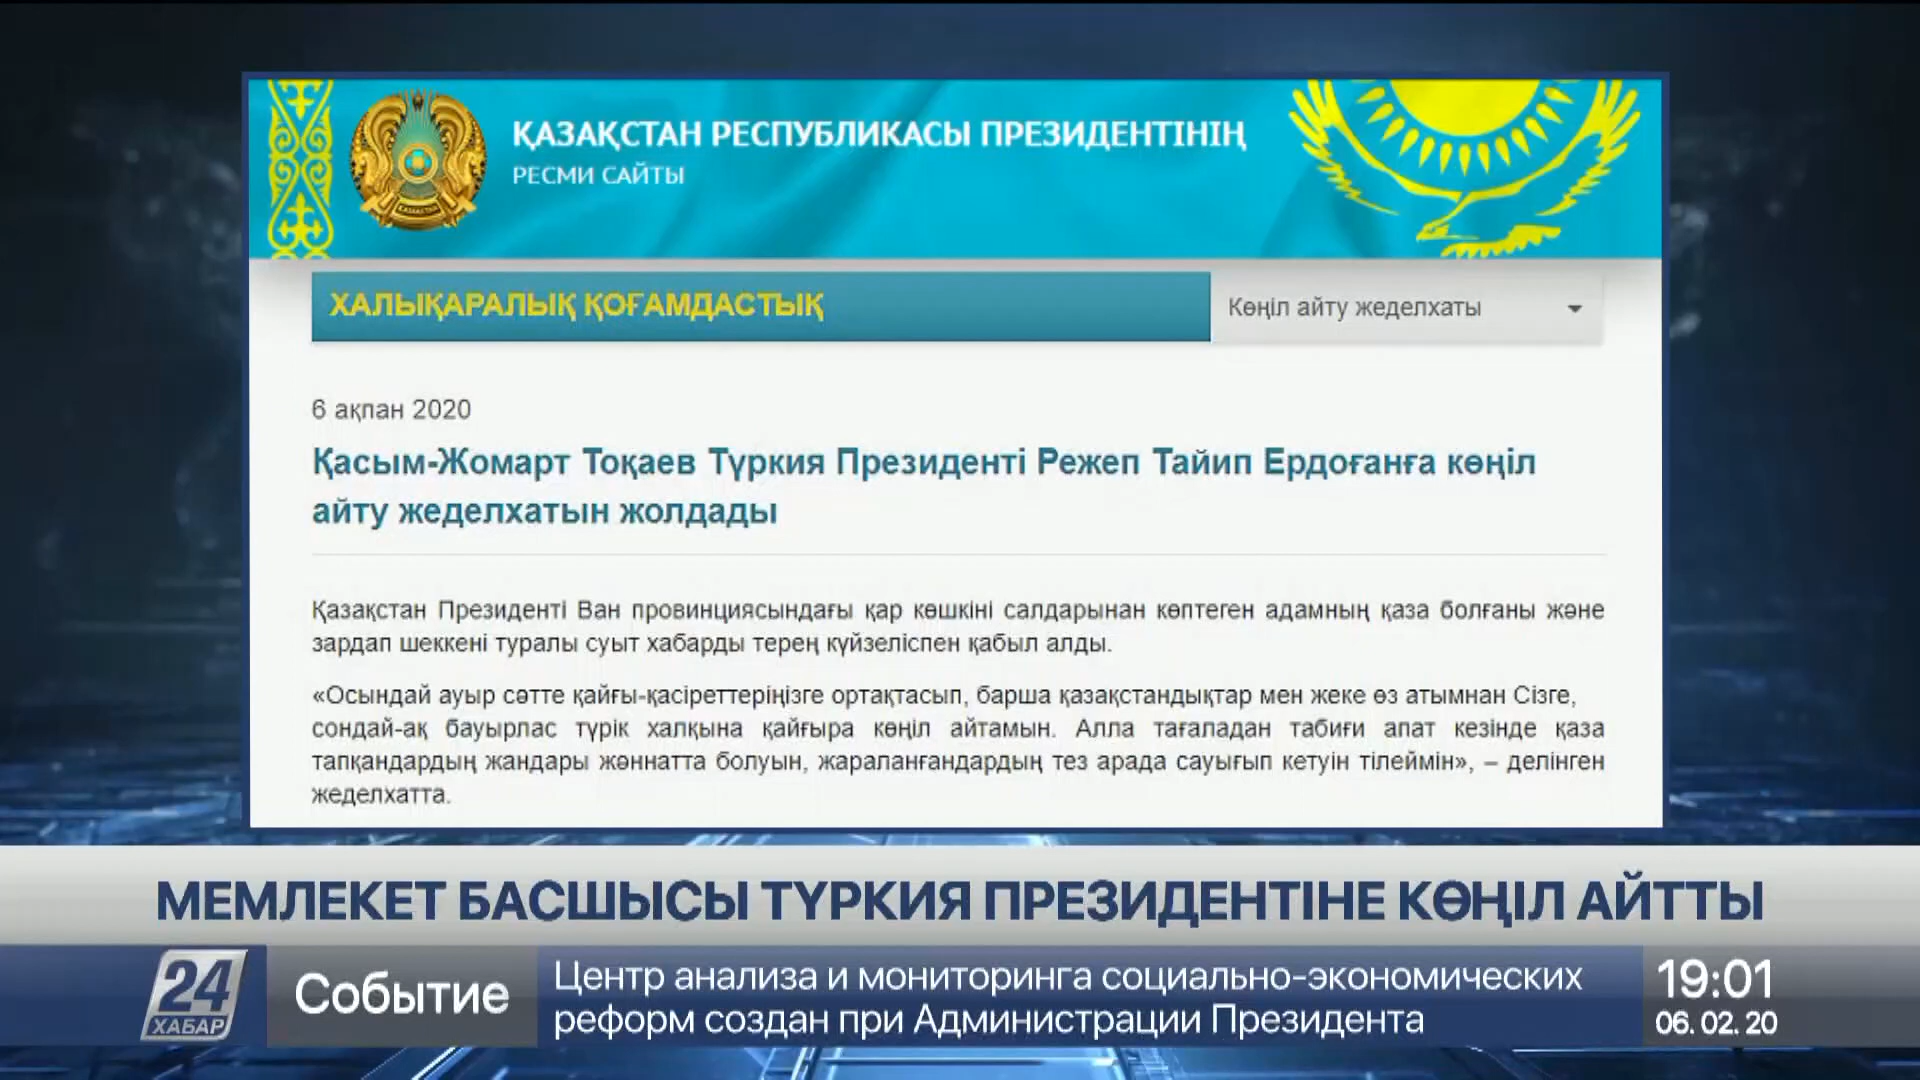 ҚАЗАҚСТАН РЕСПУБЛИКАСЫ ПРЕЗИДЕНТІНІҢ
РЕСМИ САЙТЫ
ҚАЗАҚСТАН
ХАЛЫҚАРАЛЫҚ ҚОҒАМДАСТЫҚ
Көңіл айту жеделхаты
6 ақпан 2020
Қасым-Жомарт Тоқаев Түркия Президенті Режеп Тайип Ердоғанға көңіл
айту жеделхатын жолдады
Қазақстан Президенті Ван провинциясындағы қар көшкіні салдарынан көптеген адамның қаза болғаны және
зардап шеккені туралы суыт хабарды терең күйзеліспен қабыл алды.
«Осындай ауыр сәтте қайғы-қасіреттеріңізге ортақтасып, барша қазақстандықтар мен жеке өз атымнан Сізге,
сондай-ақ бауырлас түрік халқына қайғыра көңіл айтамын. Алла тағаладан табиғи апат кезінде қаза
тапқандардың жандары жәннатта болуын, жараланғандардың тез арада сауығып кетуін тілеймін», – делінген
жеделхатта.
МЕМЛЕКЕТ БАСШЫСЫ ТҮРКИЯ ПРЕЗИДЕНТІНЕ КӨҢІЛ АЙТТЫ
24
ХАБАР
Событие
Центр анализа и мониторинга социально-экономических
реформ создан при Администрации Президента
19:01
06. 02. 20